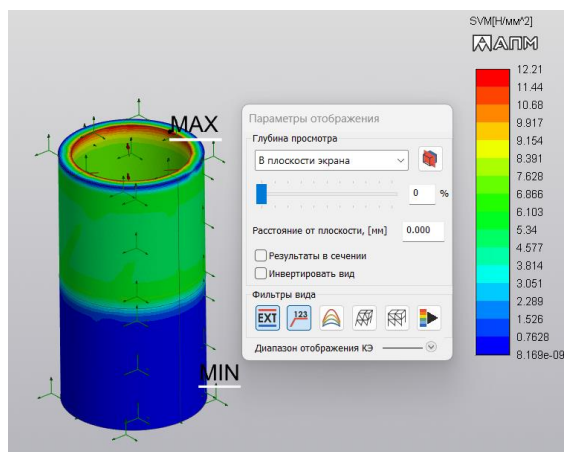 SVM[Н/мм^2]
АПМ
12.21
11.44
10.68
9.917
9.154
8.391
7.628
6.866
6.103
5.34
4.577
3.814
3.051
2.289
1.526
0.7628
8.169e-09
MAX
MIN
Параметры отображения
Глубина просмотра
В плоскости экрана
0 %
Расстояние от плоскости, [мм] 0.000
Результаты в сечении
Инвертировать вид
Фильтры вида
EXT 123
Диапазон отображения КЭ